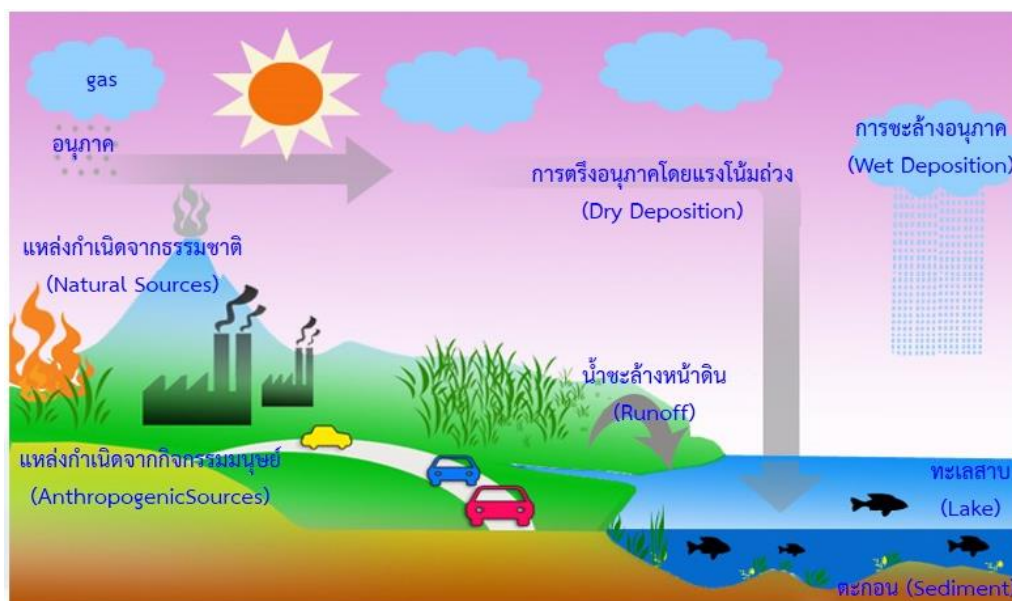 gas
อนุภาค
การชะล้างอนุภาค
(Wet Deposition)
การตรึงอนุภาคโดยแรงโน้มถ่วง
(Dry Deposition)
แหล่งกำเนิดจากธรรมชาติ
(Natural Sources)
น้ำชะล้างหน้าดิน
(Runoff)
แหล่งกำเนิดจากกิจกรรมมนุษย์
(AnthropogenicSources)
ทะเลสาบ
(Lake)
ตะกอน (Sediment)